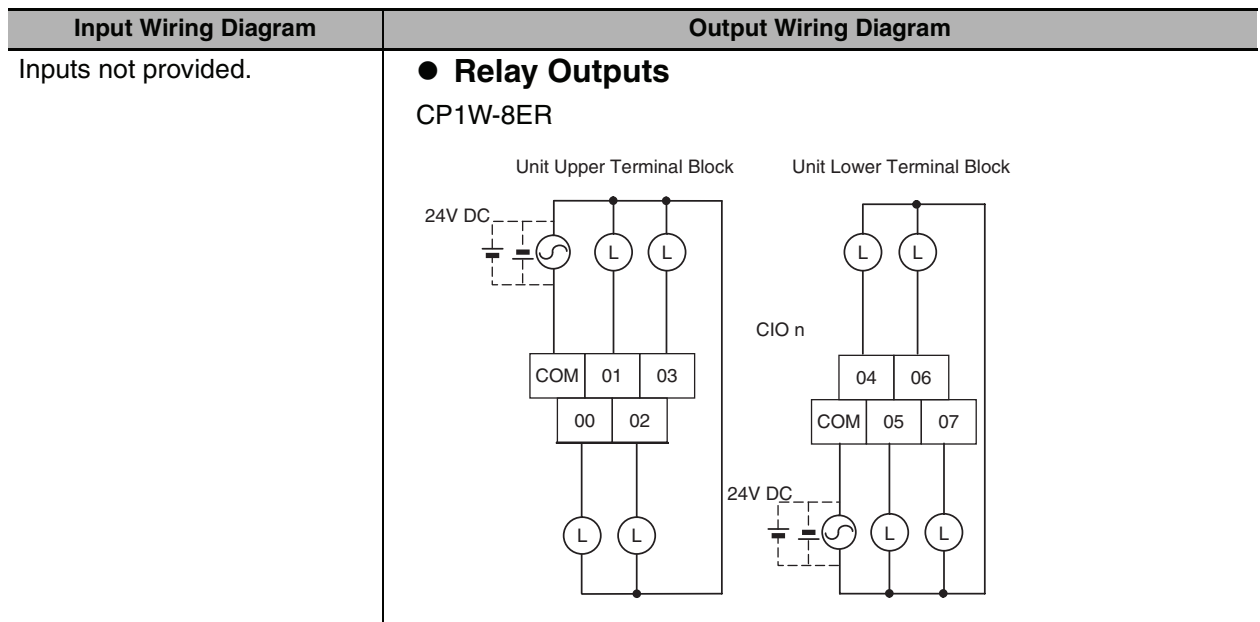 Input Wiring Diagram
Output Wiring Diagram
Inputs not provided.
● Relay Outputs
CP1W-8ER
Unit Upper Terminal Block
Unit Lower Terminal Block
24V DC
L
L
L
L
CIO n
COM
01
03
04
06
00
02
COM
05
07
24V DC
L
L
L
L